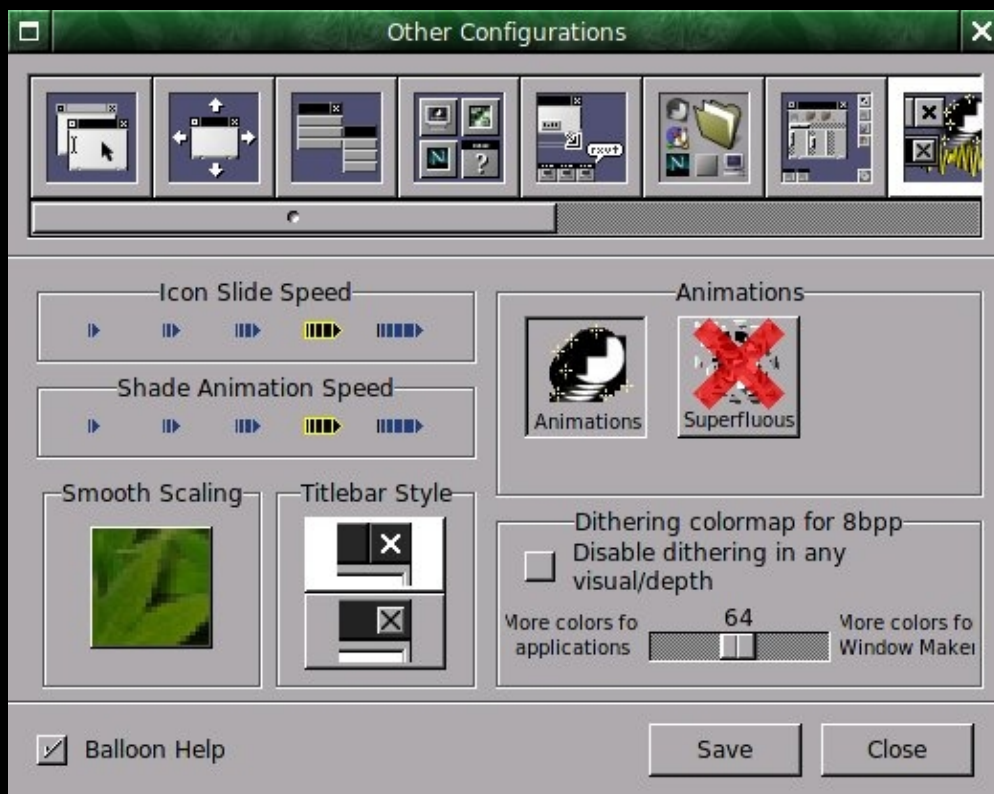 Other Configurations
rxvt
N
?
N
Icon Slide Speed
Animations
Animations
Superfluous
Shade Animation Speed
Smooth Scaling
Titlebar Style
Dithering colormap for 8bpp
Disable dithering in any
visual/depth
More colors fo
applications
64
More colors fo
Window Maker
Balloon Help
Save
Close